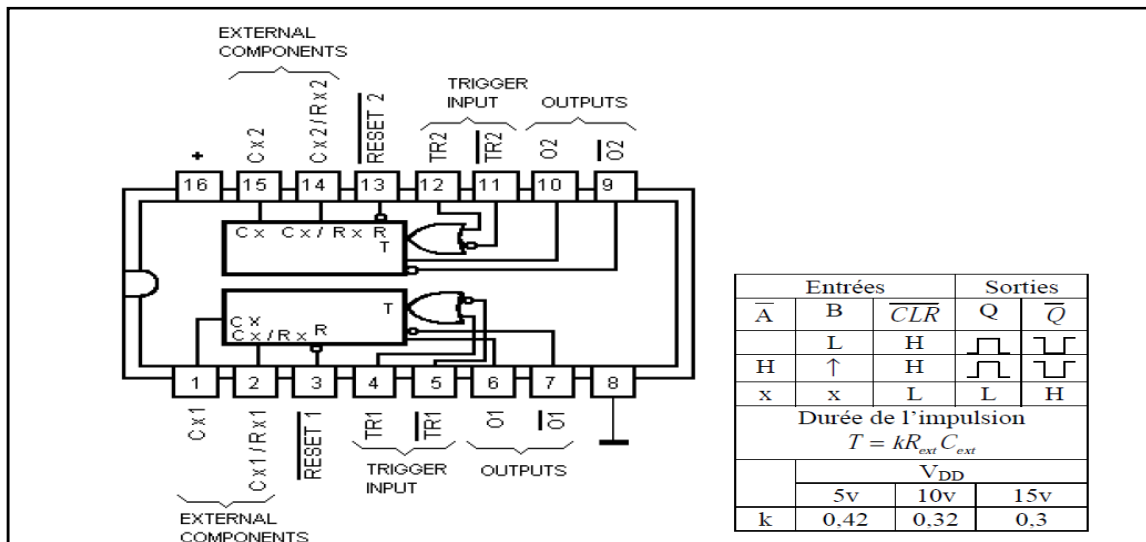 EXTERNAL
COMPONENTS
Cx2
Cx2/Rx2
RESET 2
TRIGGER
INPUT
TR2
TR2
OUTPUTS
O2
O2
+
16 15 14 13 12 11 10 9
Cx Cx/Rx R
T
T
Cx
Cx/Rx R
1 2 3 4 5 6 7 8
Cx1
Cx1/Rx1
RESET 1
TR1
TR1
O1
O1
TRIGGER
INPUT
OUTPUTS
EXTERNAL
COMPONENTS
Entrées Sorties
A̅ B C̅L̅R̅ Q Q̅
L H
H ↑ H
x x L L H
Durée de l'impulsion
T = kR_ext C_ext
V_DD
5v 10v 15v
k 0,42 0,32 0,3